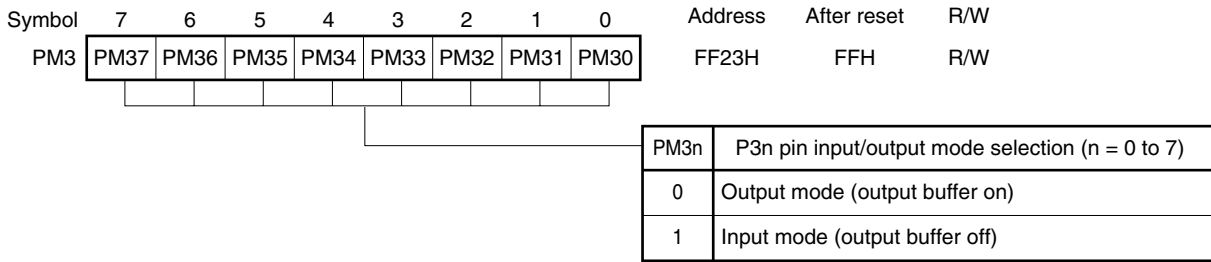 Symbol 7 6 5 4 3 2 1 0 Address After reset R/W
PM3 PM37 PM36 PM35 PM34 PM33 PM32 PM31 PM30 FF23H FFH R/W
PM3n P3n pin input/output mode selection (n = 0 to 7)
0 Output mode (output buffer on)
1 Input mode (output buffer off)